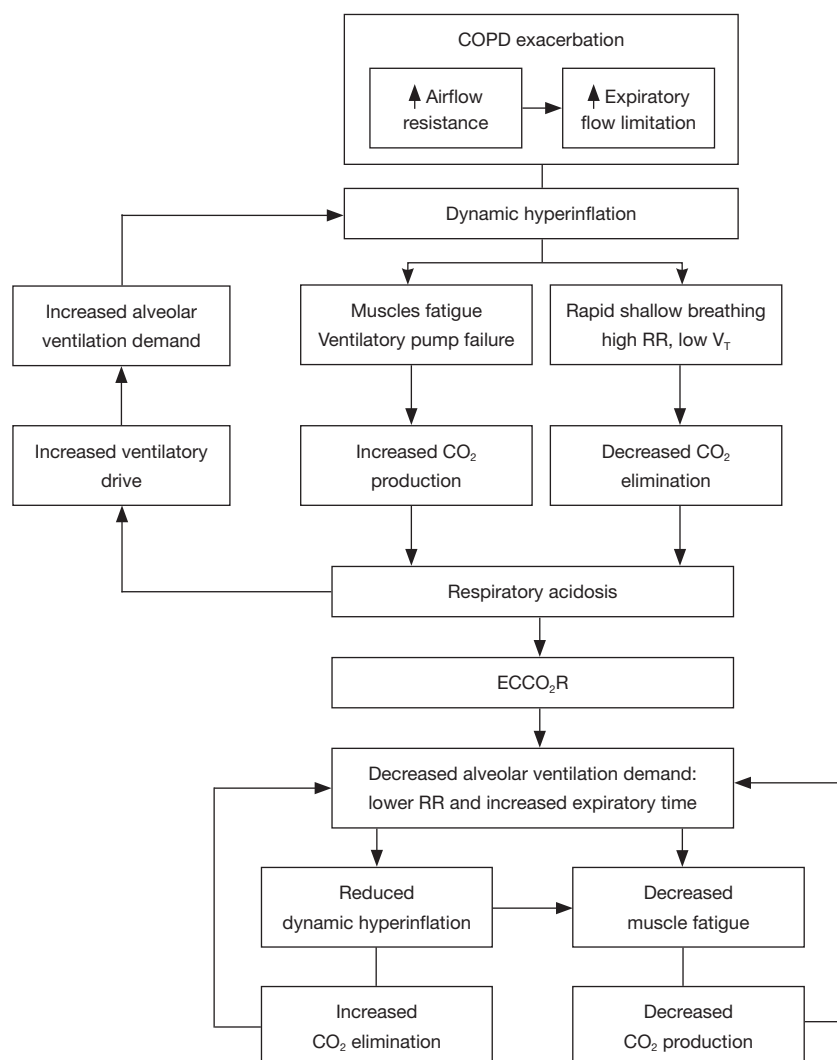 COPD exacerbation
Airflow
resistance
Expiratory
flow limitation
Dynamic hyperinflation
Increased alveolar
ventilation demand
Muscles fatigue
Ventilatory pump failure
Rapid shallow breathing
high RR, low V_T
Increased ventilatory
drive
Increased CO₂
production
Decreased CO₂
elimination
Respiratory acidosis
ECCO₂R
Decreased alveolar ventilation demand:
lower RR and increased expiratory time
Reduced
dynamic hyperinflation
Decreased
muscle fatigue
Increased
CO₂ elimination
Decreased
CO₂ production